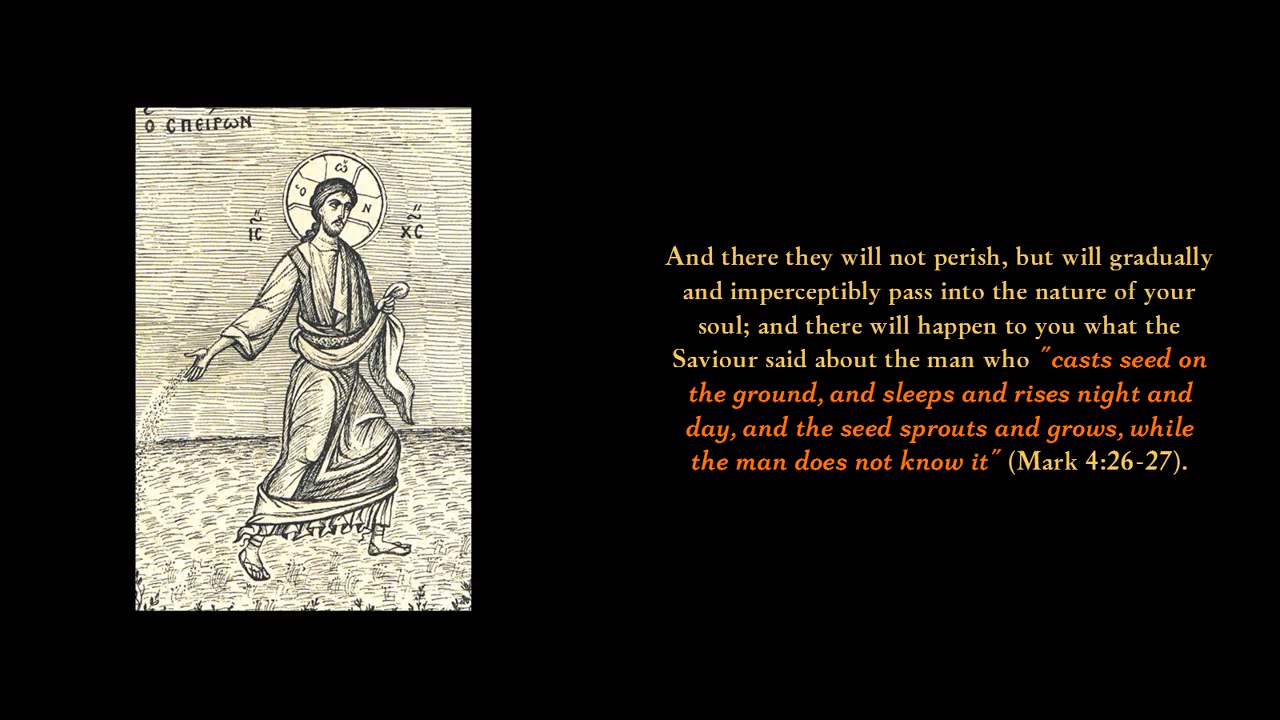 Ὁ CΠΕΙΡωΝ
Ὁ ὤ Ν
IC XC
And there they will not perish, but will gradually
and imperceptibly pass into the nature of your
soul; and there will happen to you what the
Saviour said about the man who "casts seed on
the ground, and sleeps and rises night and
day, and the seed sprouts and grows, while
the man does not know it" (Mark 4:26-27).